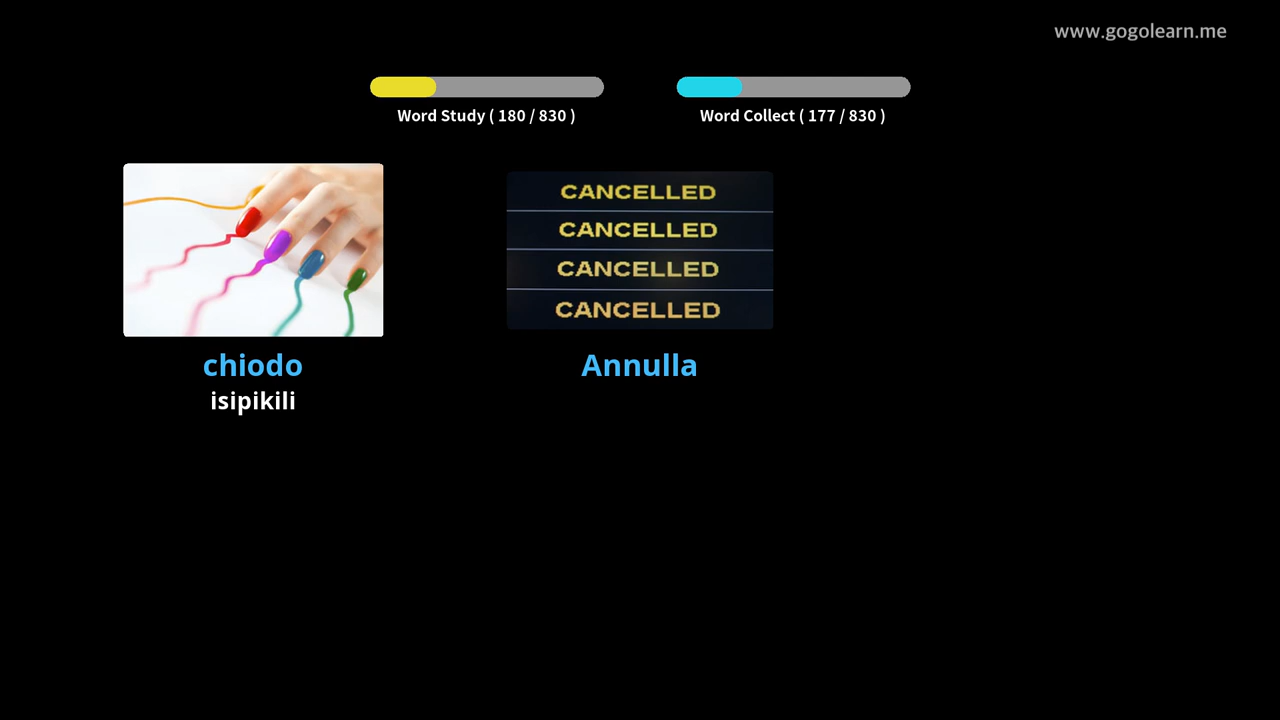 www.gogolearn.me
Word Study ( 180 / 830 )
Word Collect ( 177 / 830 )
CANCELLED
CANCELLED
CANCELLED
CANCELLED
chiodo
isipikili
Annulla